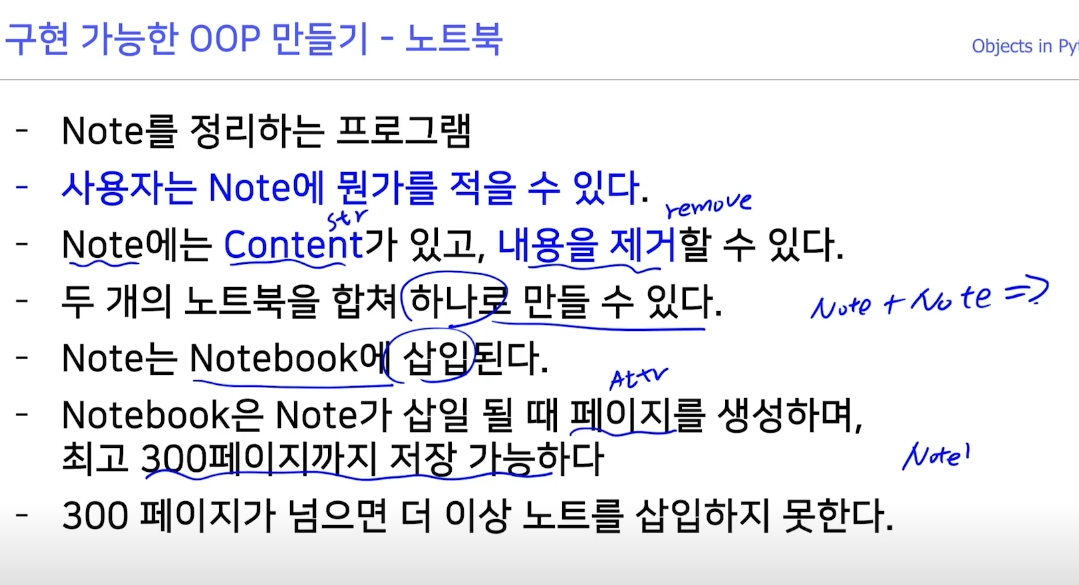 구현 가능한 OOP 만들기 - 노트북
Objects in Pyt
- Note를 정리하는 프로그램
- 사용자는 Note에 뭔가를 적을 수 있다.
str
remove
- Note에는 Content가 있고, 내용을 제거할 수 있다.
- 두 개의 노트북을 합쳐 하나로 만들 수 있다.
Note + Note =>
- Note는 Notebook에 삽입된다.
Attr
- Notebook은 Note가 삽일 될 때 페이지를 생성하며,
최고 300페이지까지 저장 가능하다
Note1
- 300 페이지가 넘으면 더 이상 노트를 삽입하지 못한다.